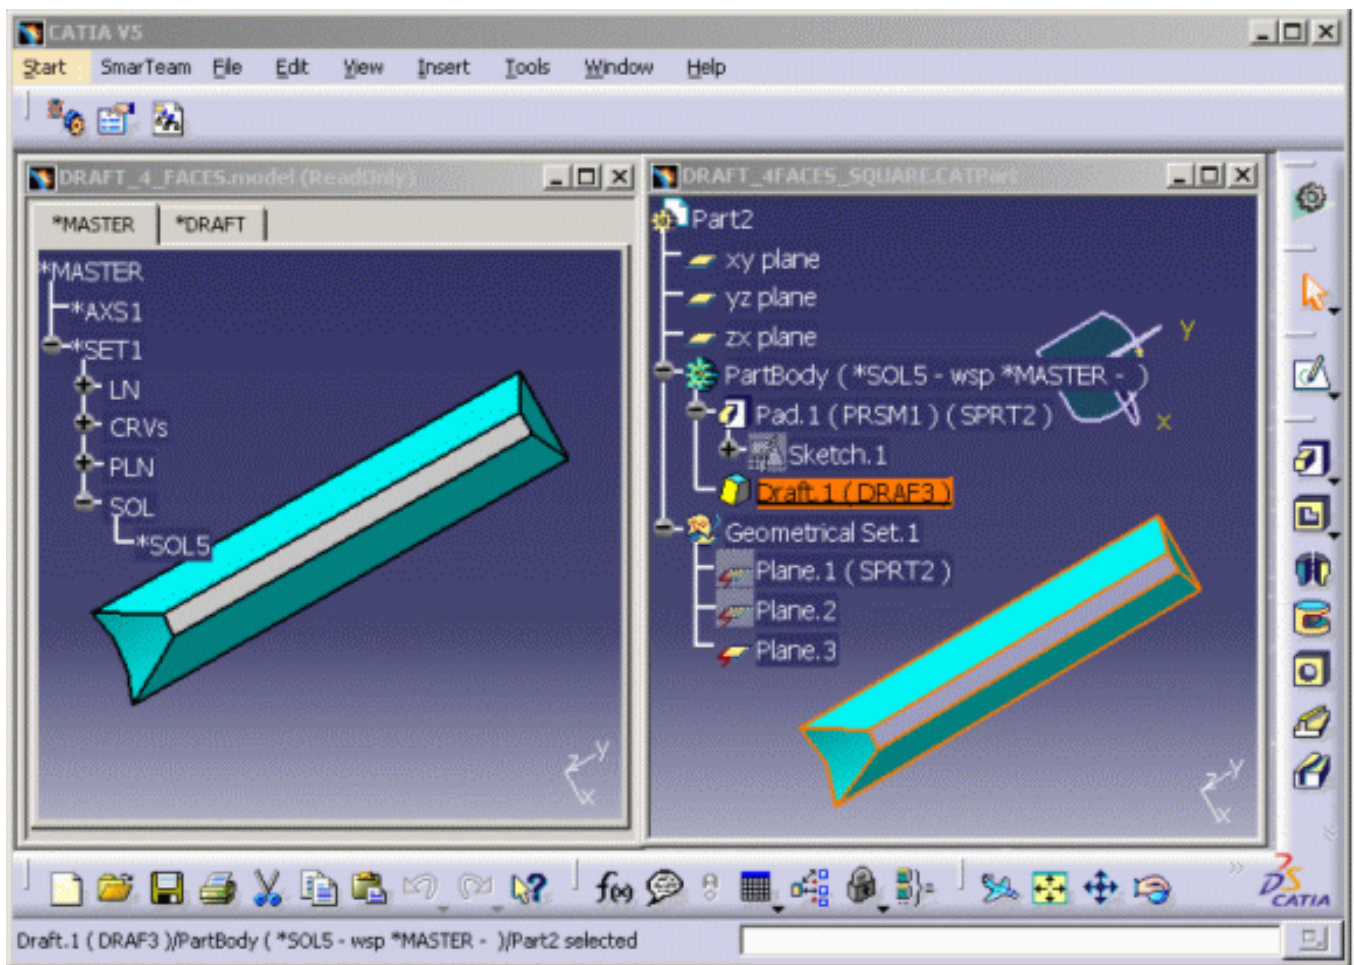 CATIA V5
Start SmarTeam File Edit View Insert Tools Window Help
DRAFT_4_FACES.model (ReadOnly)
*MASTER *DRAFT
*MASTER
*AXS1
*SET1
LN
CRVs
PLN
SOL
*SOL5
z y
x
DRAFT_4FACES_SQUARE.CATPart
Part2
xy plane
yz plane
zx plane
PartBody ( *SOL5 - wsp *MASTER - )
Pad.1 ( PRSM1 ) ( SPRT2 )
Sketch.1
Draft.1 ( DRAF3 )
Geometrical Set.1
Plane.1 ( SPRT2 )
Plane.2
Plane.3
y
x
z y
x
f(x)
CATIA
Draft.1 ( DRAF3 )/PartBody ( *SOL5 - wsp *MASTER - )/Part2 selected